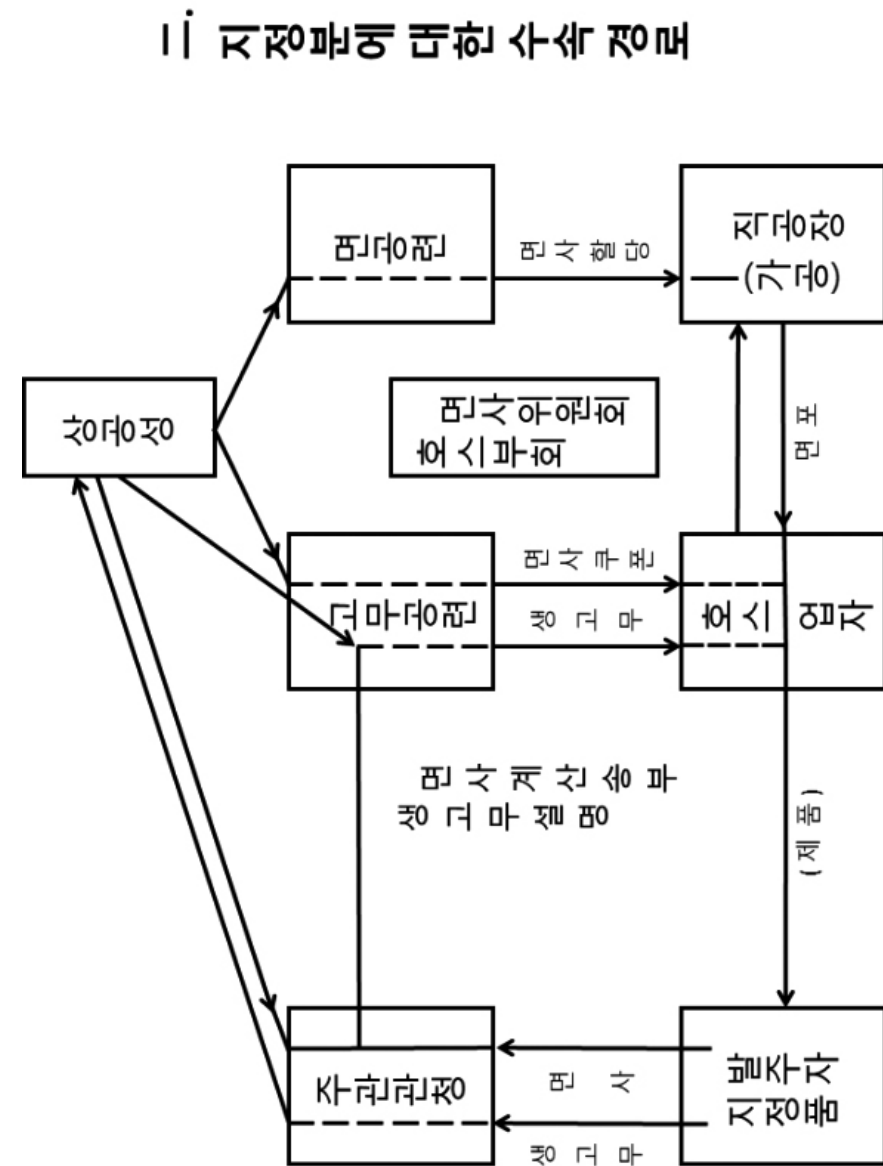 二. 지정분에 대한 수속경로
면공련
면사할당
직공장
(가공)
상공성
면사위원회
호스부회
면포
고무공련
면사쿠폰
생고무
호스 업자
면사계산송부
생고무설명
(제품)
주관관청
면 사
생고무
발주자
지정품